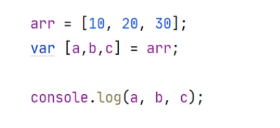 arr = [10, 20, 30];
var [a,b,c] = arr;
console.log(a, b, c);